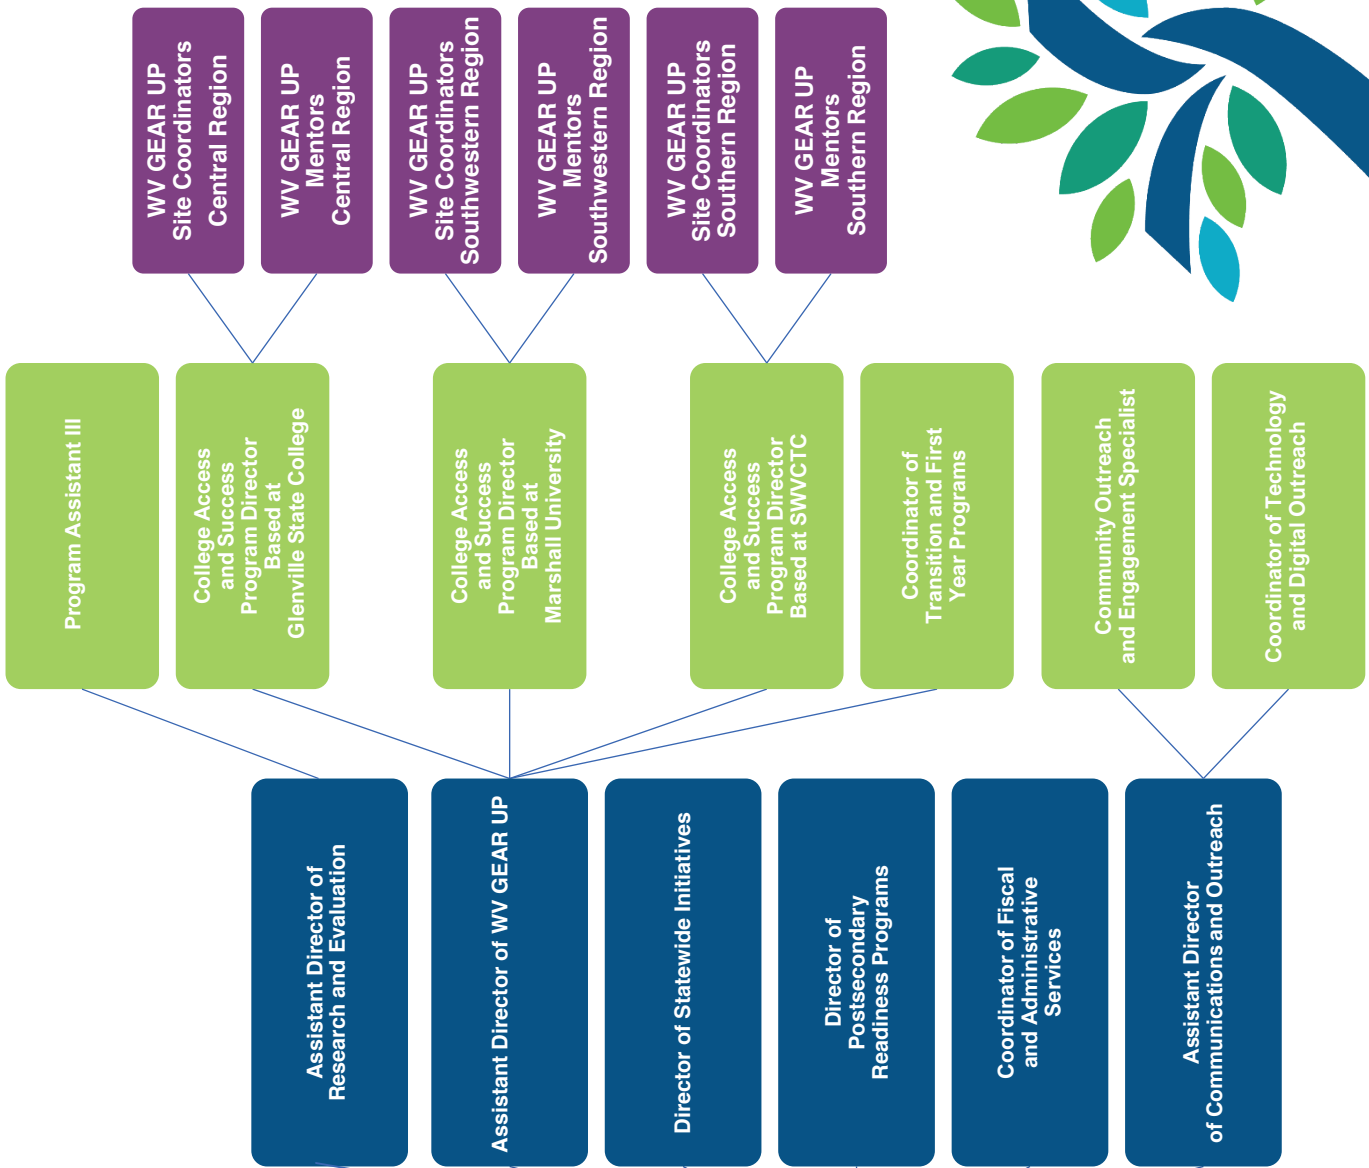 WV GEAR UP
Site Coordinators
Central Region
WV GEAR UP
Mentors
Central Region
WV GEAR UP
Site Coordinators
Southwestern Region
WV GEAR UP
Mentors
Southwestern Region
WV GEAR UP
Site Coordinators
Southern Region
WV GEAR UP
Mentors
Southern Region
Program Assistant III
College Access
and Success
Program Director
Based at
Glenville State College
College Access
and Success
Program Director
Based at
Marshall University
College Access
and Success
Program Director
Based at SWVCTC
Coordinator of
Transition and First
Year Programs
Community Outreach
and Engagement Specialist
Coordinator of Technology
and Digital Outreach
Assistant Director of
Research and Evaluation
Assistant Director of WV GEAR UP
Director of Statewide Initiatives
Director of
Postsecondary
Readiness Programs
Coordinator of Fiscal
and Administrative
Services
Assistant Director
of Communications and Outreach